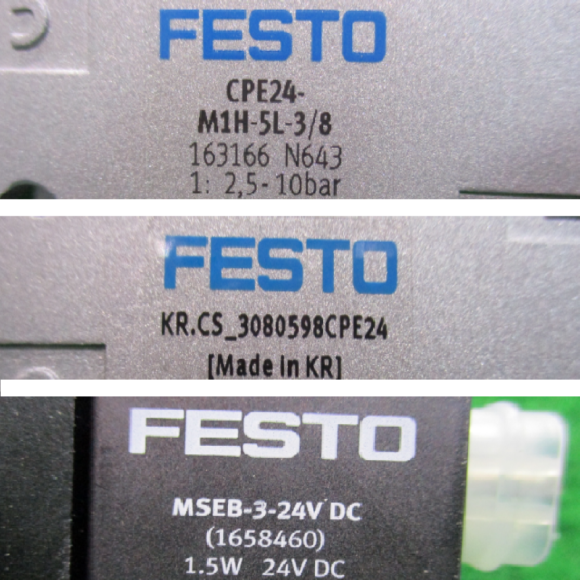 FESTO
CPE24-
M1H-5L-3/8
163166 N643
1: 2,5-10bar
FESTO
KR.CS_3080598CPE24
[Made in KR]
FESTO
MSEB-3-24V DC
(1658460)
1.5W 24V DC